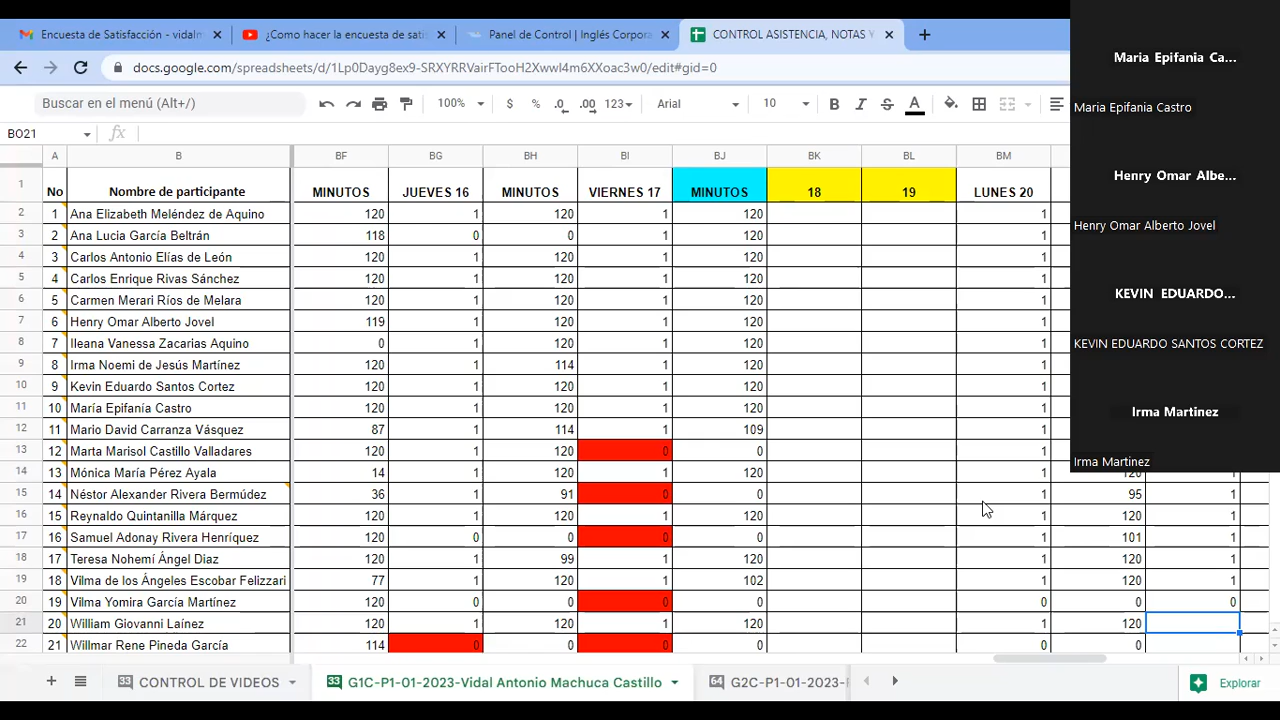 Encuesta de Satisfacción - vidalm
¿Como hacer la encuesta de sati
Panel de Control | Inglés Corpora
CONTROL ASISTENCIA, NOTAS Y
docs.google.com/spreadsheets/d/1Lp0Dayg8ex9-SRXYRRVairFTooH2XwwI4m6XXoac3w0/edit#gid=0
Buscar en el menú (Alt+/) 100% $ % .0 .00 123 Arial 10 B I S A
BO21 fx
A B BF BG BH BI BJ BK BL BM
1 No Nombre de participante MINUTOS JUEVES 16 MINUTOS VIERNES 17 MINUTOS 18 19 LUNES 20
2 1 Ana Elizabeth Meléndez de Aquino 120 1 120 1 120 1
3 2 Ana Lucia García Beltrán 118 0 0 1 120 1
4 3 Carlos Antonio Elías de León 120 1 120 1 120 1
5 4 Carlos Enrique Rivas Sánchez 120 1 120 1 120 1
6 5 Carmen Merari Ríos de Melara 120 1 120 1 120 1
7 6 Henry Omar Alberto Jovel 119 1 120 1 120 1
8 7 Ileana Vanessa Zacarias Aquino 0 1 120 1 120 1
9 8 Irma Noemi de Jesús Martínez 120 1 114 1 120 1
10 9 Kevin Eduardo Santos Cortez 120 1 120 1 120 1
11 10 María Epifanía Castro 120 1 120 1 120 1
12 11 Mario David Carranza Vásquez 87 1 114 1 109 1
13 12 Marta Marisol Castillo Valladares 120 1 120 0 0 1
14 13 Mónica María Pérez Ayala 14 1 120 1 120 1 120 1
15 14 Néstor Alexander Rivera Bermúdez 36 1 91 0 0 1 95 1
16 15 Reynaldo Quintanilla Márquez 120 1 120 1 120 1 120 1
17 16 Samuel Adonay Rivera Henríquez 120 0 0 0 0 1 101 1
18 17 Teresa Nohemí Ángel Diaz 120 1 99 1 120 1 120 1
19 18 Vilma de los Ángeles Escobar Felizzari 77 1 120 1 102 1 120 1
20 19 Vilma Yomira García Martínez 120 0 0 0 0 0 0 0
21 20 William Giovanni Laínez 120 1 120 1 120 1 120
22 21 Willmar Rene Pineda García 114 0 0 0 0 0 0
33 CONTROL DE VIDEOS
33 G1C-P1-01-2023-Vidal Antonio Machuca Castillo
64 G2C-P1-01-2023-
Explorar
Maria Epifania Ca...
Maria Epifania Castro
Henry Omar Albe...
Henry Omar Alberto Jovel
KEVIN EDUARDO...
KEVIN EDUARDO SANTOS CORTEZ
Irma Martinez
Irma Martinez